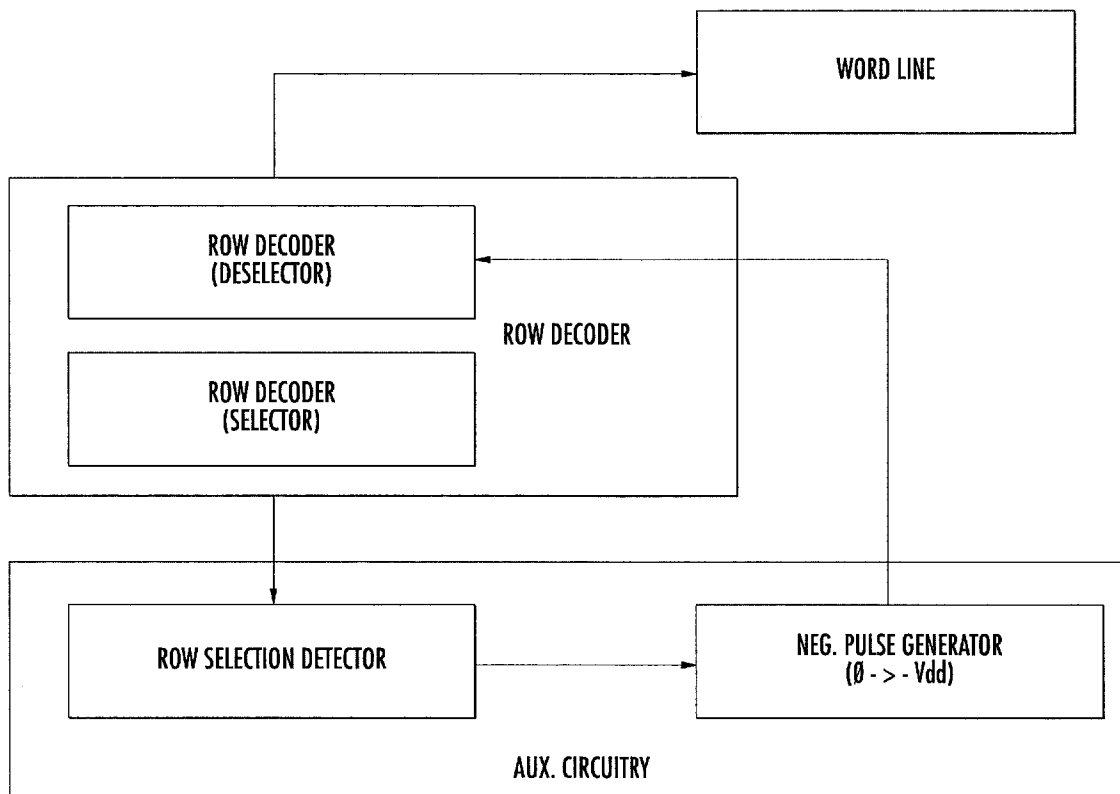 WORD LINE
ROW DECODER
(DESELECTOR)
ROW DECODER
ROW DECODER
(SELECTOR)
ROW SELECTION DETECTOR
NEG. PULSE GENERATOR
(Ø - > - Vdd)
AUX. CIRCUITRY